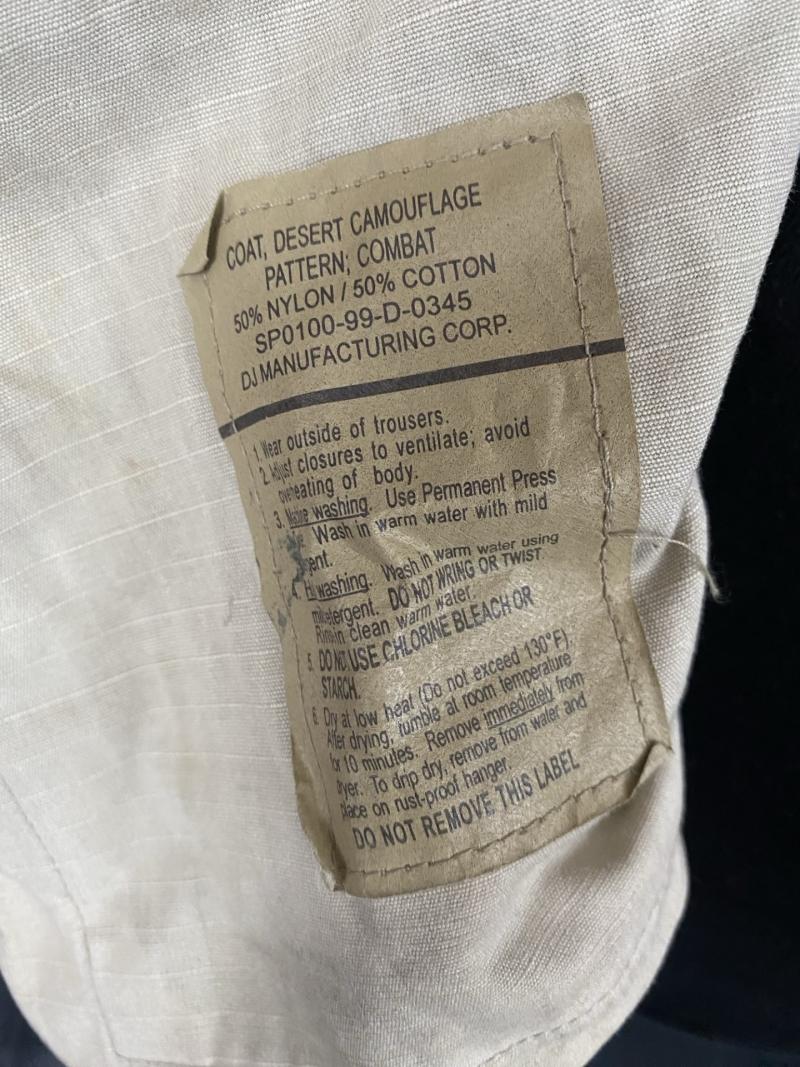 COAT, DESERT CAMOUFLAGE
PATTERN; COMBAT
50% NYLON / 50% COTTON
SP0100-99-D-0345
DJ MANUFACTURING CORP.
1. Wear outside of trousers.
2. Adjust closures to ventilate; avoid
overheating of body.
3. washing. Use Permanent Press
Wash in warm water with mild
4. washing. Wash in warm water using
DO NOT WRING OR TWIST.
in clean warm water.
5. DO NOT USE CHLORINE BLEACH OR
STARCH.
6. Dry at low heat (Do not exceed 130°F).
After drying, tumble at room temperature
for 10 minutes. Remove immediately from
dryer. To drip dry, remove from water and
place on rust-proof hanger.
DO NOT REMOVE THIS LABEL